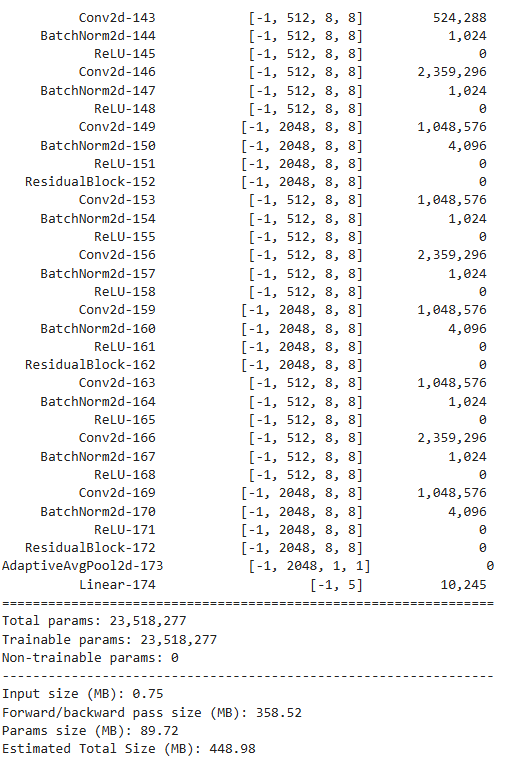 Conv2d-143 [-1, 512, 8, 8] 524,288
BatchNorm2d-144 [-1, 512, 8, 8] 1,024
ReLU-145 [-1, 512, 8, 8] 0
Conv2d-146 [-1, 512, 8, 8] 2,359,296
BatchNorm2d-147 [-1, 512, 8, 8] 1,024
ReLU-148 [-1, 512, 8, 8] 0
Conv2d-149 [-1, 2048, 8, 8] 1,048,576
BatchNorm2d-150 [-1, 2048, 8, 8] 4,096
ReLU-151 [-1, 2048, 8, 8] 0
ResidualBlock-152 [-1, 2048, 8, 8] 0
Conv2d-153 [-1, 512, 8, 8] 1,048,576
BatchNorm2d-154 [-1, 512, 8, 8] 1,024
ReLU-155 [-1, 512, 8, 8] 0
Conv2d-156 [-1, 512, 8, 8] 2,359,296
BatchNorm2d-157 [-1, 512, 8, 8] 1,024
ReLU-158 [-1, 512, 8, 8] 0
Conv2d-159 [-1, 2048, 8, 8] 1,048,576
BatchNorm2d-160 [-1, 2048, 8, 8] 4,096
ReLU-161 [-1, 2048, 8, 8] 0
ResidualBlock-162 [-1, 2048, 8, 8] 0
Conv2d-163 [-1, 512, 8, 8] 1,048,576
BatchNorm2d-164 [-1, 512, 8, 8] 1,024
ReLU-165 [-1, 512, 8, 8] 0
Conv2d-166 [-1, 512, 8, 8] 2,359,296
BatchNorm2d-167 [-1, 512, 8, 8] 1,024
ReLU-168 [-1, 512, 8, 8] 0
Conv2d-169 [-1, 2048, 8, 8] 1,048,576
BatchNorm2d-170 [-1, 2048, 8, 8] 4,096
ReLU-171 [-1, 2048, 8, 8] 0
ResidualBlock-172 [-1, 2048, 8, 8] 0
AdaptiveAvgPool2d-173 [-1, 2048, 1, 1] 0
Linear-174 [-1, 5] 10,245
================================================================
Total params: 23,518,277
Trainable params: 23,518,277
Non-trainable params: 0
----------------------------------------------------------------
Input size (MB): 0.75
Forward/backward pass size (MB): 358.52
Params size (MB): 89.72
Estimated Total Size (MB): 448.98